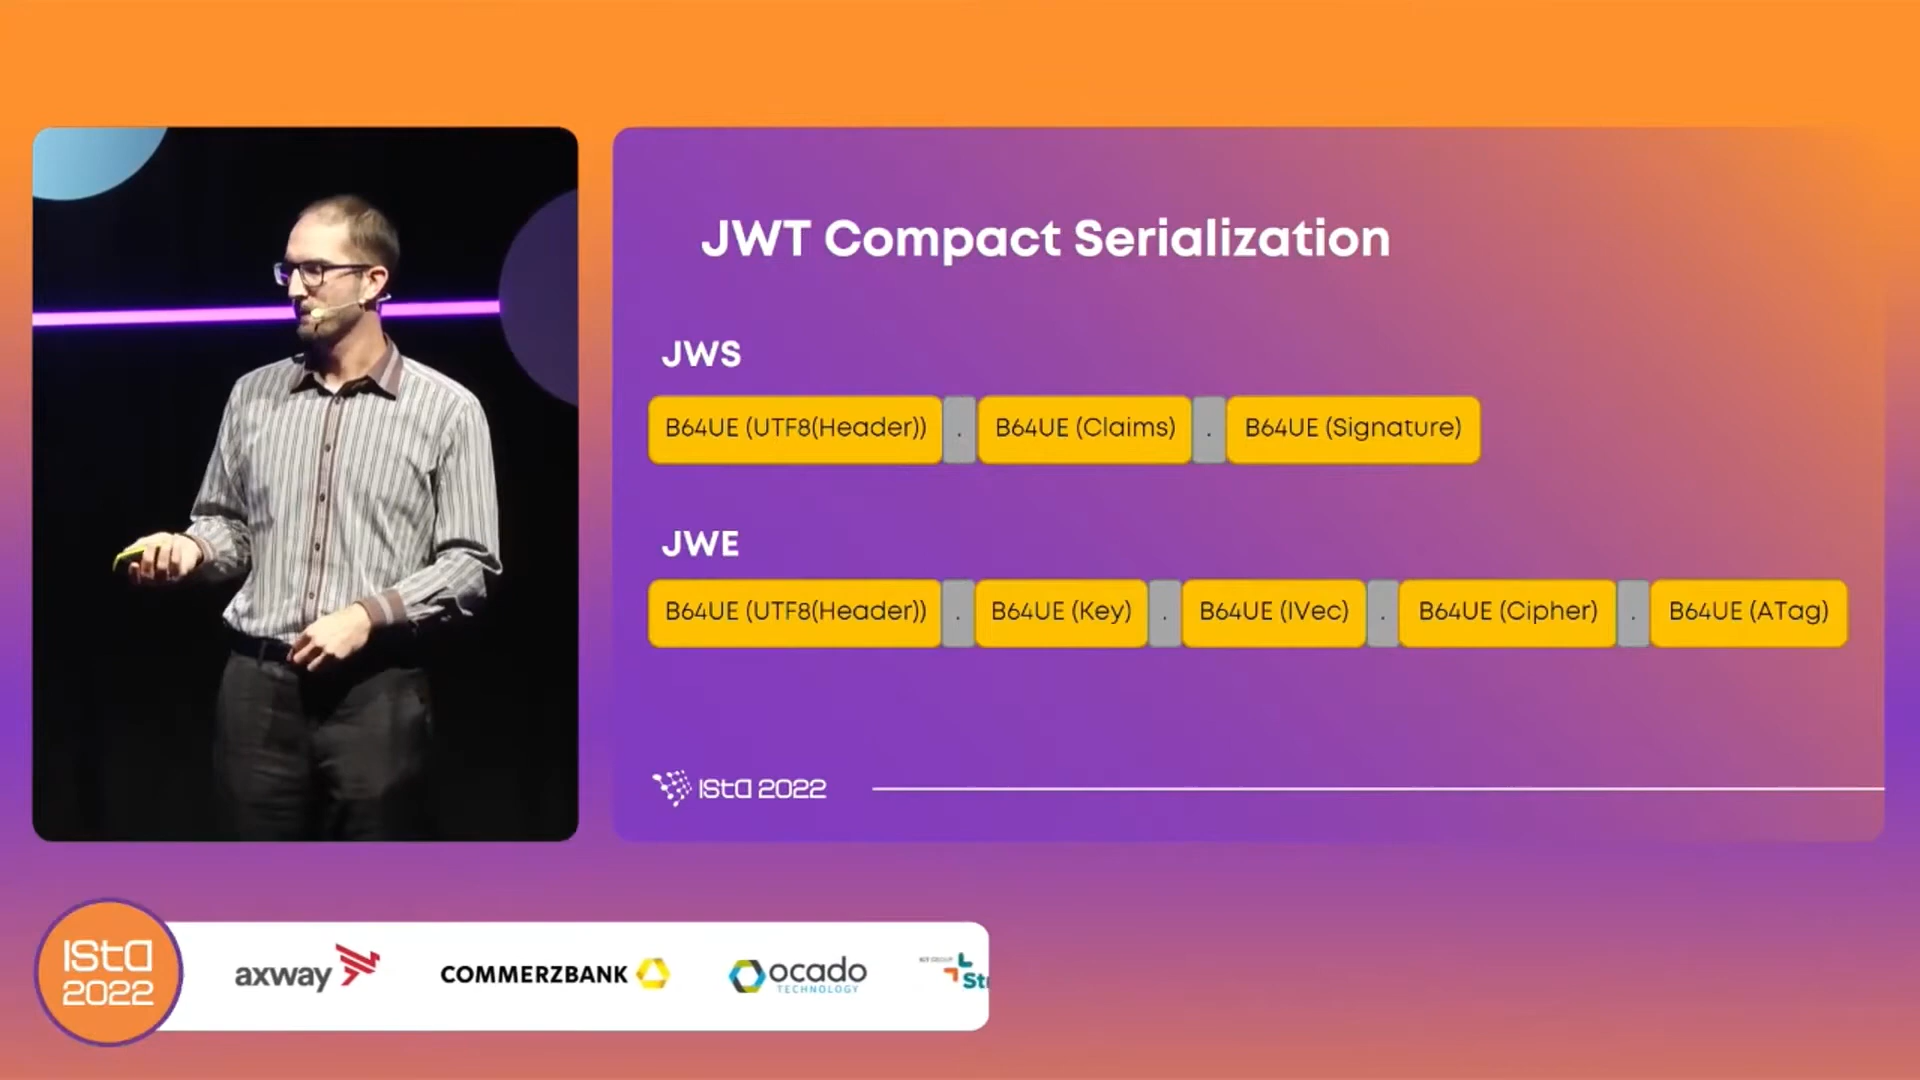 JWT Compact Serialization
JWS
B64UE (UTF8(Header)) . B64UE (Claims) . B64UE (Signature)
JWE
B64UE (UTF8(Header)) . B64UE (Key) . B64UE (IVec) . B64UE (Cipher) . B64UE (ATag)
ISTA 2022
ISTA
2022
axway
COMMERZBANK
ocado
TECHNOLOGY